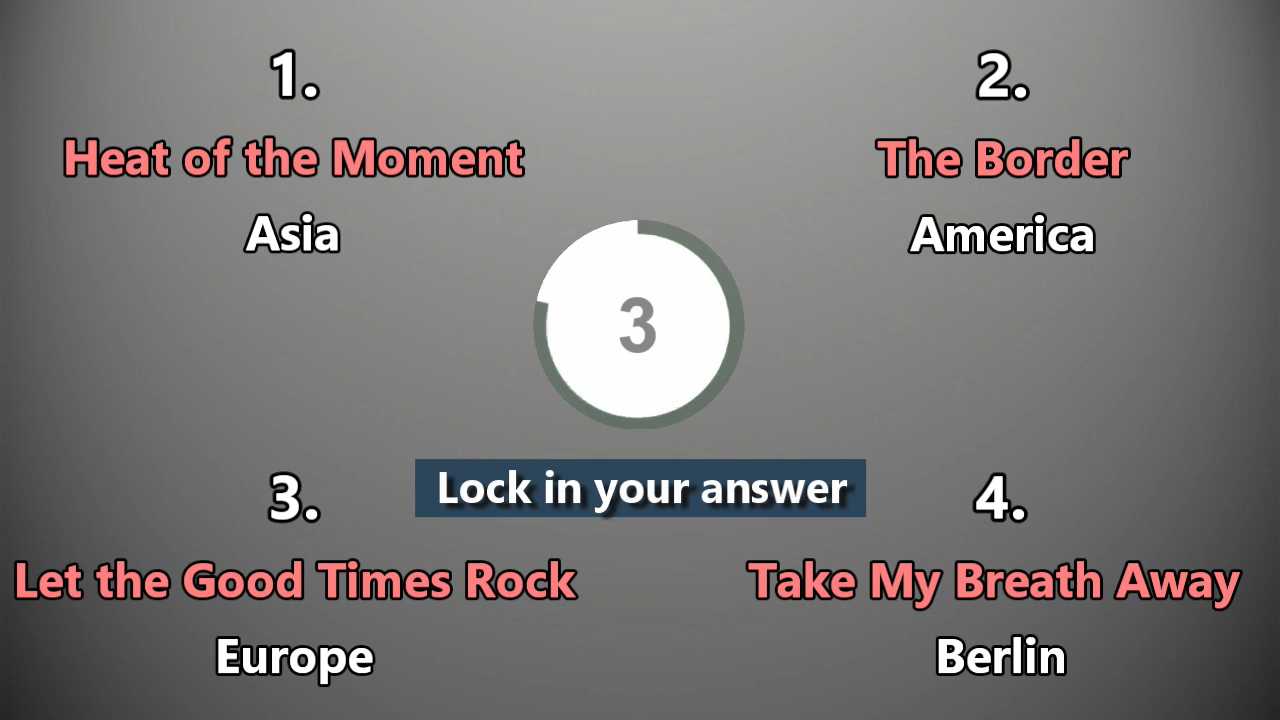 1.
Heat of the Moment
Asia
2.
The Border
America
3
Lock in your answer
3.
Let the Good Times Rock
Europe
4.
Take My Breath Away
Berlin